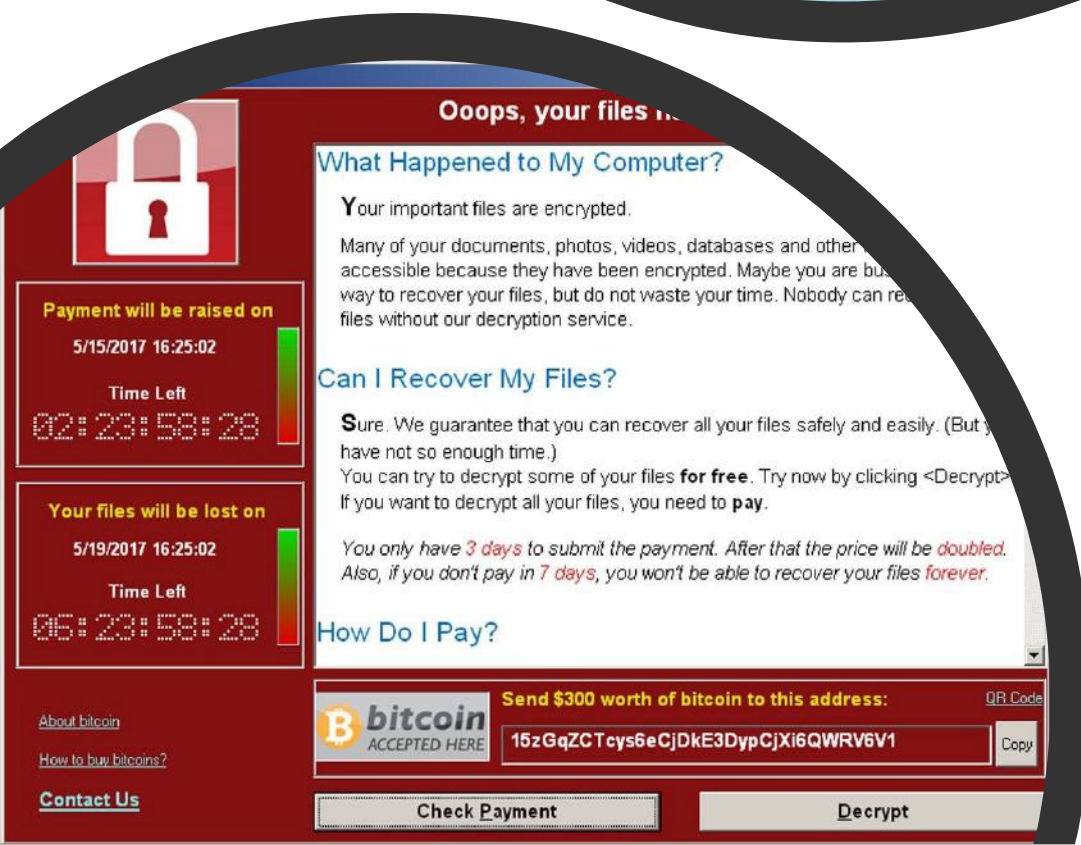 Ooops, your files
What Happened to My Computer?
Your important files are encrypted.
Many of your documents, photos, videos, databases and other
accessible because they have been encrypted. Maybe you are
way to recover your files, but do not waste your time. Nobody can
files without our decryption service.
Can I Recover My Files?
Sure. We guarantee that you can recover all your files safely and easily. (But
have not so enough time.)
You can try to decrypt some of your files for free. Try now by clicking <Decrypt>
If you want to decrypt all your files, you need to pay.
You only have 3 days to submit the payment. After that the price will be doubled.
Also, if you don't pay in 7 days, you won't be able to recover your files forever.
How Do I Pay?
Payment will be raised on
5/15/2017 16:25:02
Time Left
02:23:58:28
Your files will be lost on
5/19/2017 16:25:02
Time Left
06:23:58:28
About bitcoin
How to buy bitcoins?
Contact Us
bitcoin
ACCEPTED HERE
Send $300 worth of bitcoin to this address:
QR Code
15zGqZCTcys6eCjDkE3DypCjXi6QWRV6V1
Copy
Check Payment
Decrypt